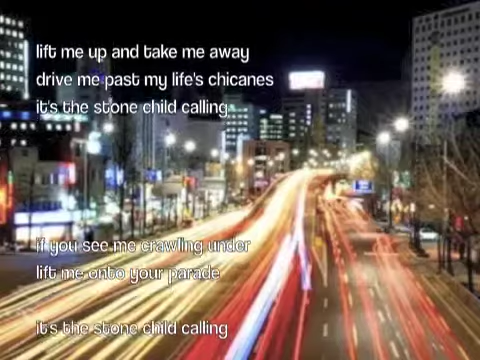 lift me up and take me away
drive me past my life's chicanes
it's the stone child calling
if you see me crawling under
lift me onto your parade
it's the stone child calling